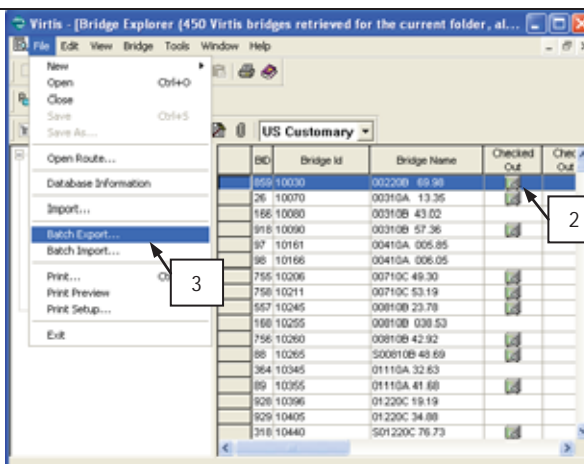 Virtis - [Bridge Explorer (450 Virtis bridges retrieved for the current folder, al...
File Edit View Bridge Tools Window Help
New
Open Ctrl+O
Close
Save Ctrl+S
Save As...
US Customary
Open Route...
Database Information
Import...
Batch Export...
Batch Import...
Print...
Print Preview
Print Setup...
Exit
3
2
BID Bridge Id Bridge Name Checked Out
859 10030 00220B 69.98
26 10070 00310A 13.35
166 10080 00310B 43.02
918 10090 00310B 57.36
97 10161 00410A 005.85
98 10166 00410A 006.05
755 10206 00710C 49.30
758 10211 00710C 53.19
557 10245 00810B 23.78
168 10255 00810B 038.53
756 10260 00810B 42.92
88 10265 S00810B 48.69
364 10345 01110A 32.63
89 10355 01110A 41.68
928 10396 01220C 19.19
929 10405 01220C 34.88
318 10440 S01220C 76.73